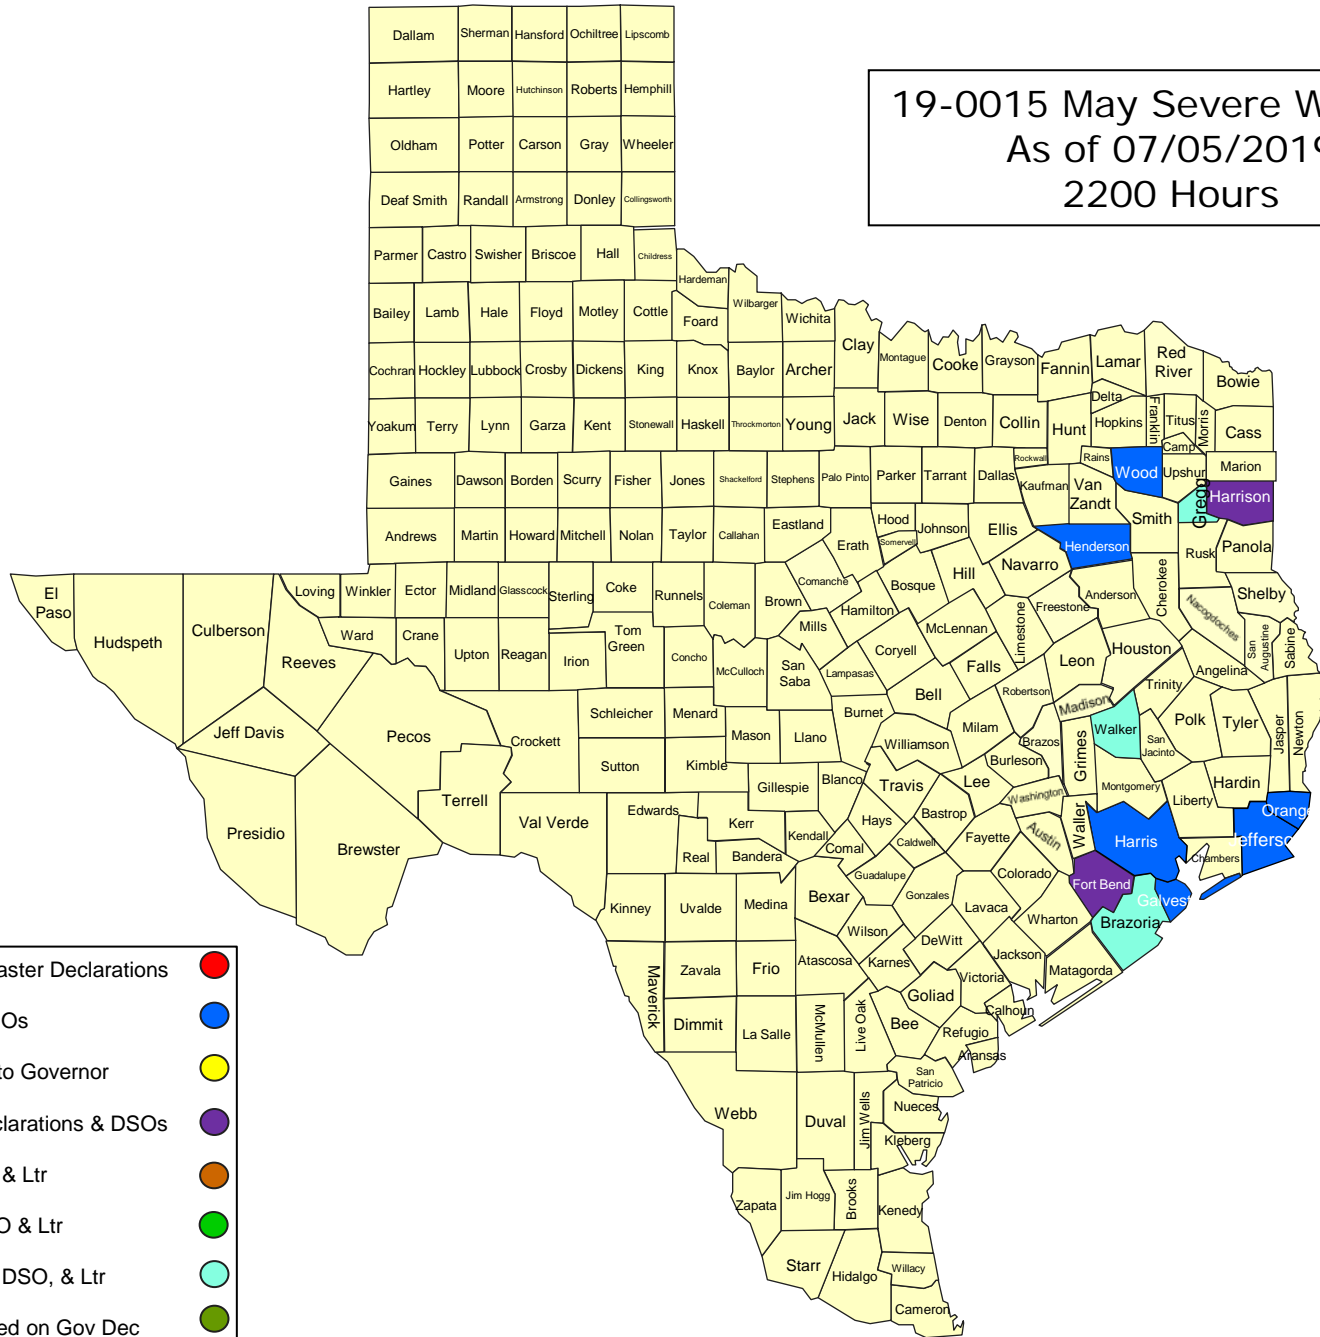 19-0015 May Severe W
As of 07/05/2019
2200 Hours
Dallam Sherman Hansford Ochiltree Lipscomb
Hartley Moore Hutchinson Roberts Hemphill
Oldham Potter Carson Gray Wheeler
Deaf Smith Randall Armstrong Donley Collingsworth
Parmer Castro Swisher Briscoe Hall Childress
Hardeman
Bailey Lamb Hale Floyd Motley Cottle Foard Wilbarger Wichita
Clay Montague Cooke Grayson Fannin Lamar Red River Bowie
Cochran Hockley Lubbock Crosby Dickens King Knox Baylor Archer
Delta
Yoakum Terry Lynn Garza Kent Stonewall Haskell Throckmorton Young Jack Wise Denton Collin Hunt Hopkins Franklin Titus Morris Cass
Camp
Gaines Dawson Borden Scurry Fisher Jones Shackelford Stephens Palo Pinto Parker Tarrant Dallas Rockwall Rains Wood Upshur Marion
Kaufman Van Zandt Gregg Harrison
Andrews Martin Howard Mitchell Nolan Taylor Callahan Eastland Erath Hood Somervell Johnson Ellis Henderson Smith Rusk Panola
El Paso Hudspeth Culberson Loving Winkler Ector Midland Glasscock Sterling Coke Runnels Coleman Brown Comanche Hamilton Bosque Hill Navarro Freestone Anderson Cherokee Nacogdoches Shelby
Reeves Ward Crane Upton Reagan Irion Tom Green Concho McCulloch San Saba Mills Lampasas Coryell McLennan Limestone Falls Leon Houston Angelina San Augustine Sabine
Jeff Davis Pecos Crockett Schleicher Menard Mason Llano Burnet Bell Milam Robertson Madison Trinity Walker San Jacinto Polk Tyler Jasper Newton
Presidio Brewster Terrell Sutton Kimble Gillespie Blanco Williamson Travis Lee Burleson Brazos Grimes Washington Montgomery Liberty Hardin Orange
Val Verde Edwards Real Kerr Bandera Kendall Comal Hays Caldwell Bastrop Fayette Austin Waller Harris Chambers Jefferso
Kinney Uvalde Medina Bexar Guadalupe Gonzales Lavaca Colorado Wharton Fort Bend Brazoria Galvest
Maverick Zavala Frio Atascosa Wilson Karnes DeWitt Jackson Matagorda
Dimmit La Salle McMullen Live Oak Bee Goliad Victoria Calhoun Refugio Aransas
Webb Duval Jim Wells San Patricio Nueces Kleberg
Zapata Jim Hogg Brooks Kenedy
Starr Hidalgo Willacy Cameron
aster Declarations
Os
to Governor
clarations & DSOs
& Ltr
O & Ltr
DSO, & Ltr
ed on Gov Dec